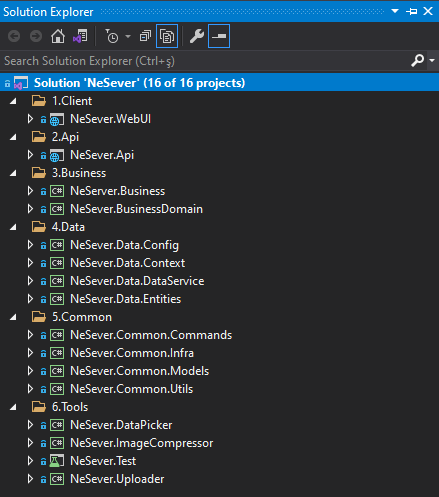 Solution Explorer
Search Solution Explorer (Ctrl+ş)
Solution 'NeSever' (16 of 16 projects)
1.Client
NeSever.WebUI
2.Api
NeSever.Api
3.Business
NeServer.Business
NeSever.BusinessDomain
4.Data
NeSever.Data.Config
NeSever.Data.Context
NeSever.Data.DataService
NeSever.Data.Entities
5.Common
NeSever.Common.Commands
NeSever.Common.Infra
NeSever.Common.Models
NeSever.Common.Utils
6.Tools
NeSever.DataPicker
NeSever.ImageCompressor
NeSever.Test
NeSever.Uploader